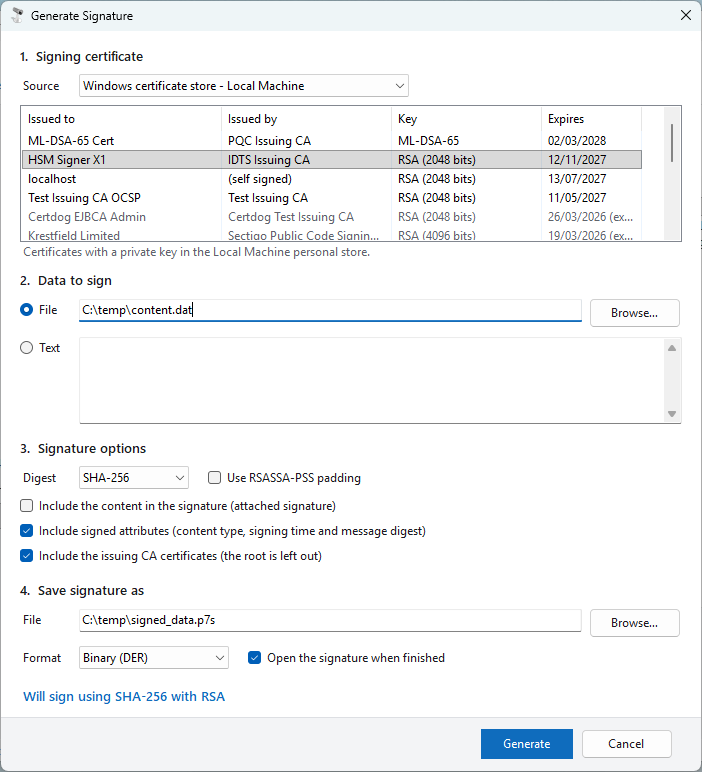 Generate Signature
1. Signing certificate
Source Windows certificate store - Local Machine
Issued to Issued by Key Expires
ML-DSA-65 Cert PQC Issuing CA ML-DSA-65 02/03/2028
HSM Signer X1 IDTS Issuing CA RSA (2048 bits) 12/11/2027
localhost (self signed) RSA (2048 bits) 13/07/2027
Test Issuing CA OCSP Test Issuing CA RSA (2048 bits) 11/05/2027
Certdog EJBCA Admin Certdog Test Issuing CA RSA (2048 bits) 26/03/2026 (ex...
Krestfield Limited Sectigo Public Code Signin... RSA (4096 bits) 19/03/2026 (ex...
Certificates with a private key in the Local Machine personal store.
2. Data to sign
File C:\temp\content.dat Browse...
Text
3. Signature options
Digest SHA-256 Use RSASSA-PSS padding
Include the content in the signature (attached signature)
Include signed attributes (content type, signing time and message digest)
Include the issuing CA certificates (the root is left out)
4. Save signature as
File C:\temp\signed_data.p7s Browse...
Format Binary (DER) Open the signature when finished
Will sign using SHA-256 with RSA
Generate Cancel